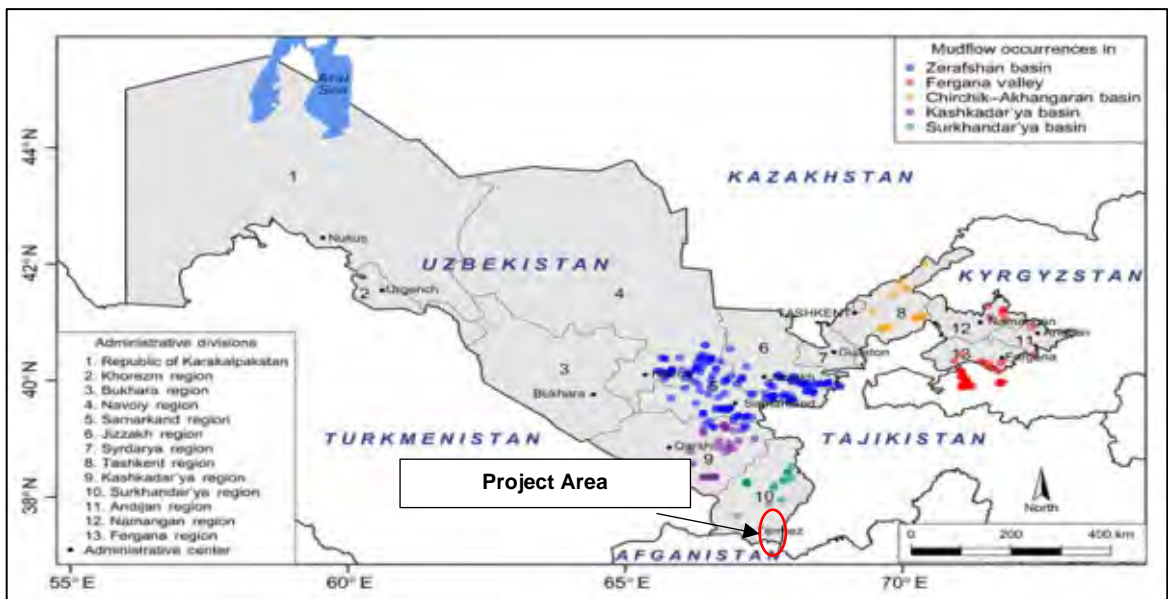 Mudflow occurrences in
Zerafshan basin
Fergana valley
Chirchik–Akhangaran basin
Kashkadar'ya basin
Surkhandar'ya basin
Aral
Sea
44°N
42°N
40°N
38°N
KAZAKHSTAN
UZBEKISTAN
KYRGYZSTAN
TURKMENISTAN
TAJIKISTAN
AFGANISTAN
1
Nukus
2
Urgench
4
TASHKENT
8
12
Namangan
11
13
Fergana
6
7
Guliston
3
Bukhara
5
Samarkand
Qarshi
9
10
Project Area
Administrative divisions
1. Republic of Karakalpakatan
2. Khorezm region
3. Bukhara region
4. Navoiy region
5. Samarkand region
6. Jizzakh region
7. Syrdarya region
8. Tashkent region
9. Kashkadar'ya region
10. Surkhandar'ya region
11. Andijan region
12. Namangan region
13. Fergana region
Administrative center
North
0 200 400 km
55°E
60°E
65°E
70°E